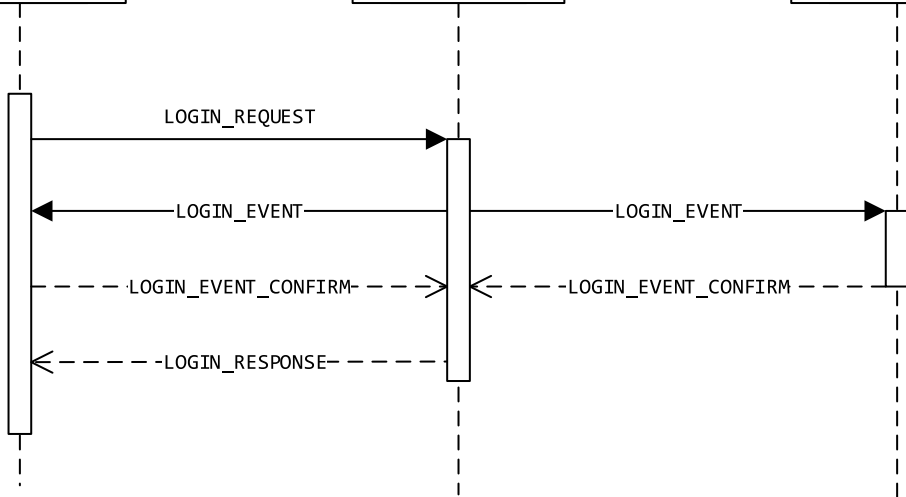 LOGIN_REQUEST
LOGIN_EVENT
LOGIN_EVENT
LOGIN_EVENT_CONFIRM
LOGIN_EVENT_CONFIRM
LOGIN_RESPONSE